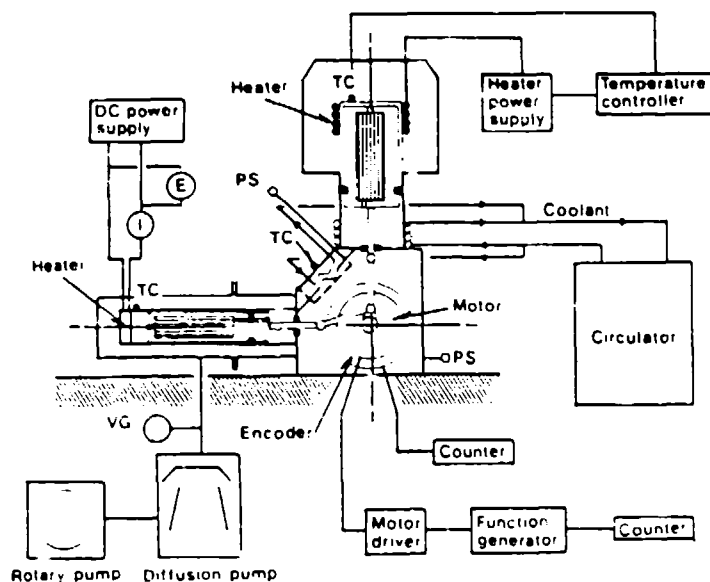 TC
Heater
Heater
power
supply
Temperature
controller
DC power
supply
E
PS
I
TC
Coolant
Heater
TC
Motor
Circulator
PS
VG
Encoder
Counter
Motor
driver
Function
generator
Counter
Rotary pump
Diffusion pump